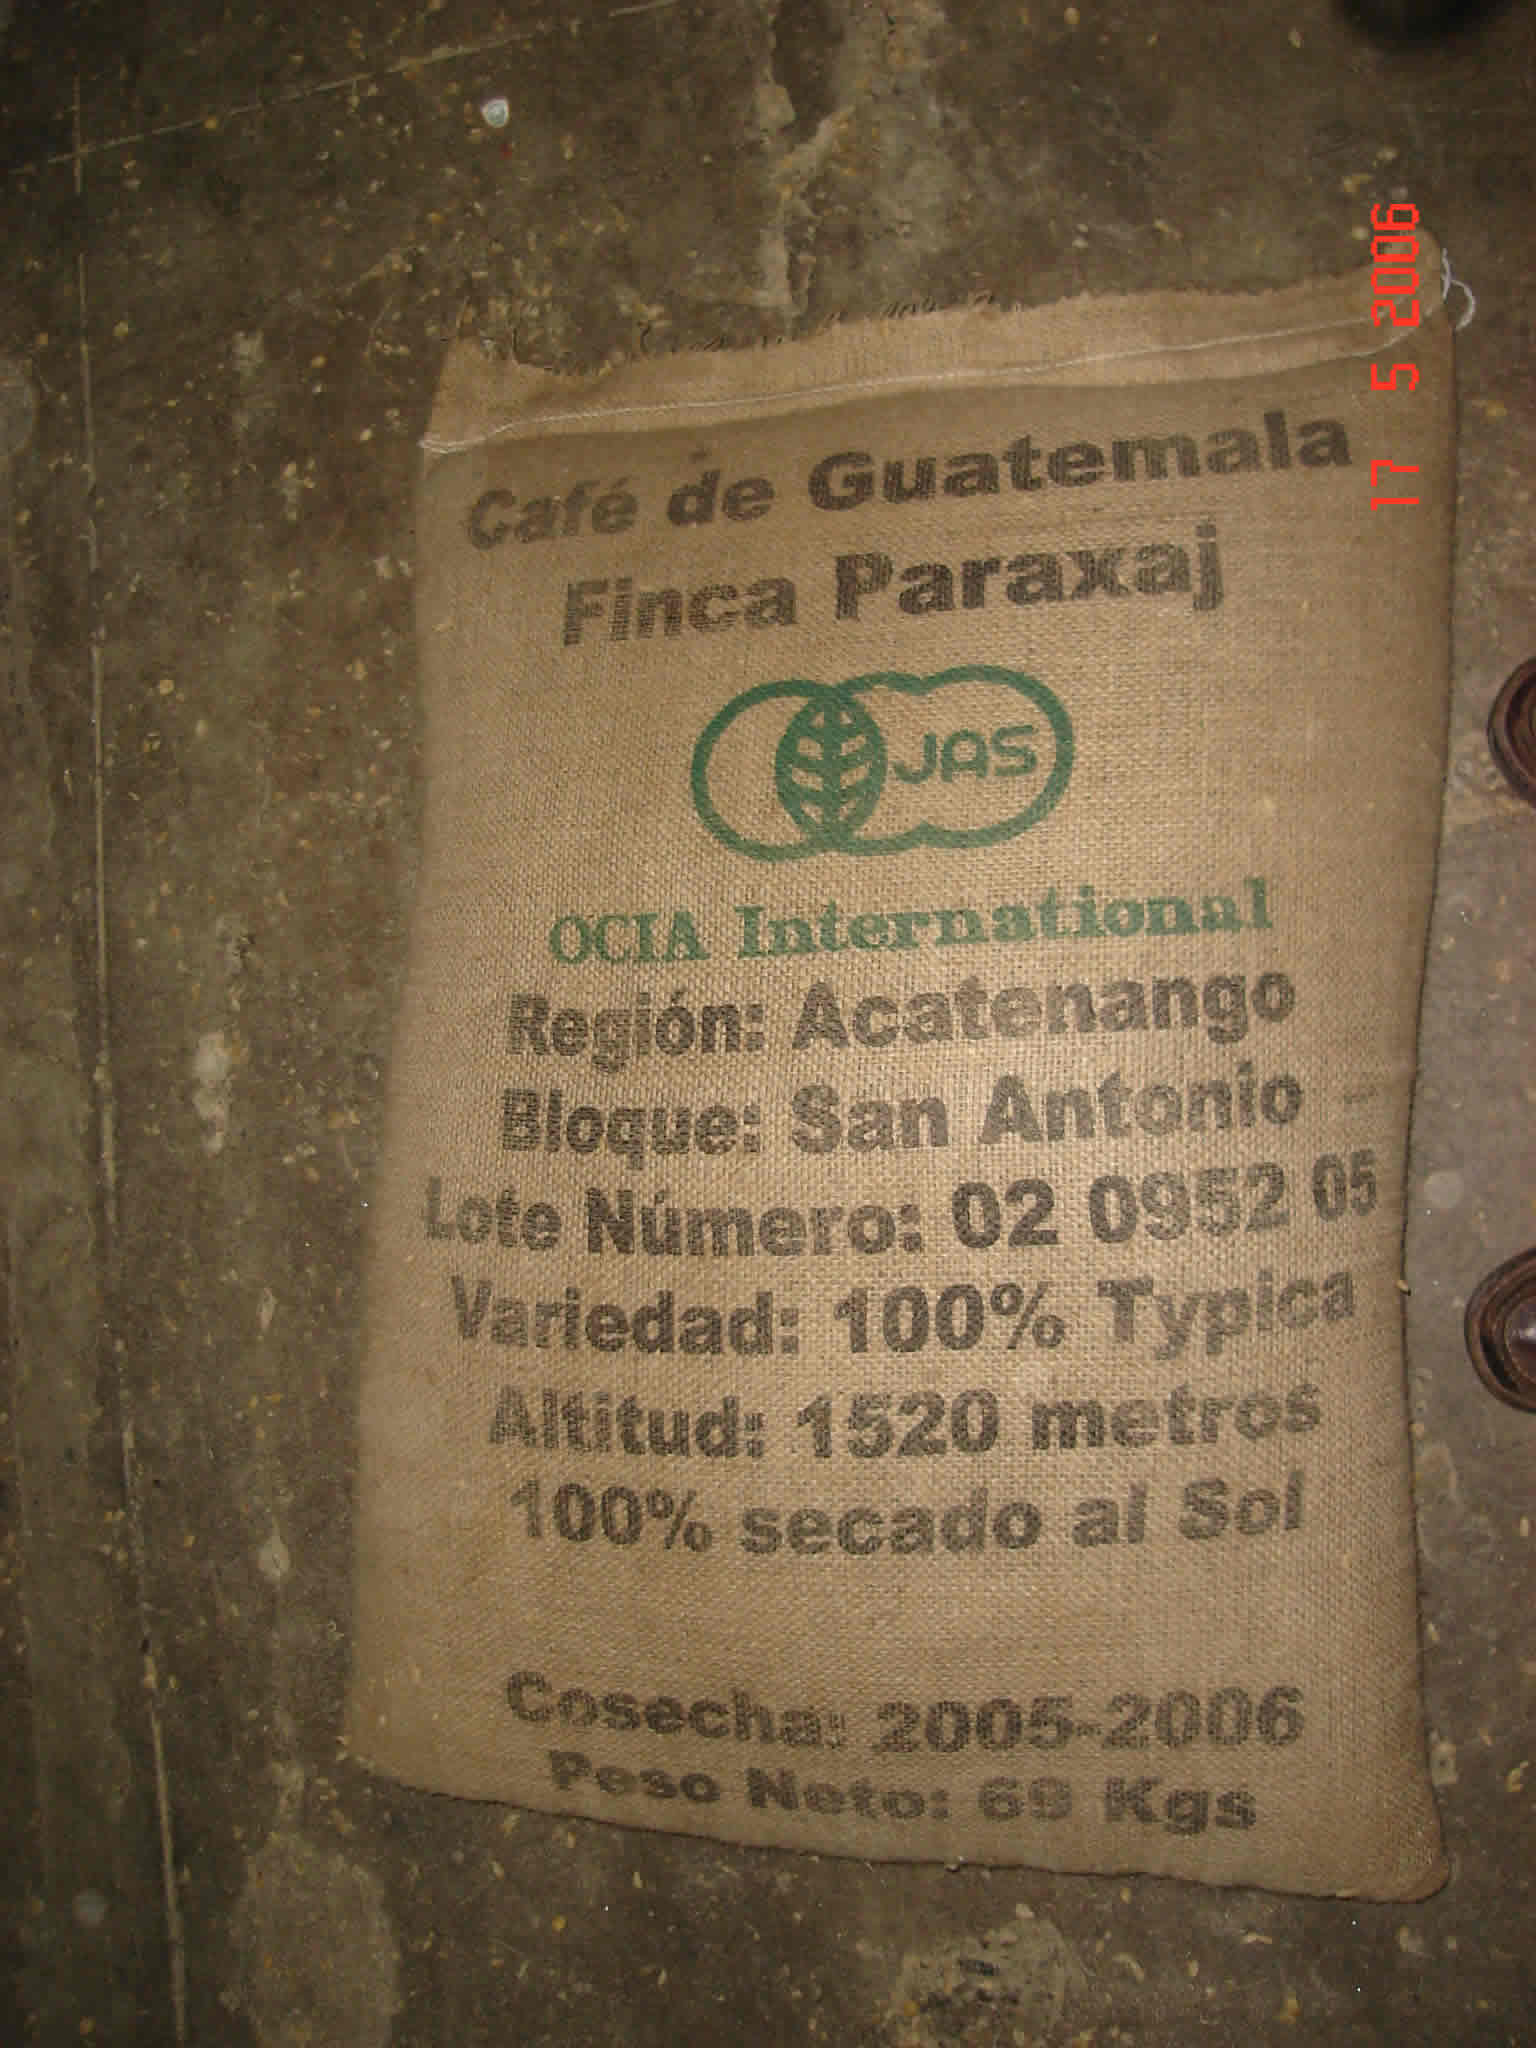 Café de Guatemala
Finca Paraxaj
JAS
OCIA International
Región: Acatenango
Bloque: San Antonio
Lote Número: 02 0952 05
Variedad: 100% Typica
Altitud: 1520 metros
100% secado al Sol
Cosecha: 2005-2006
Peso Neto: 69 Kgs
17 5 2006